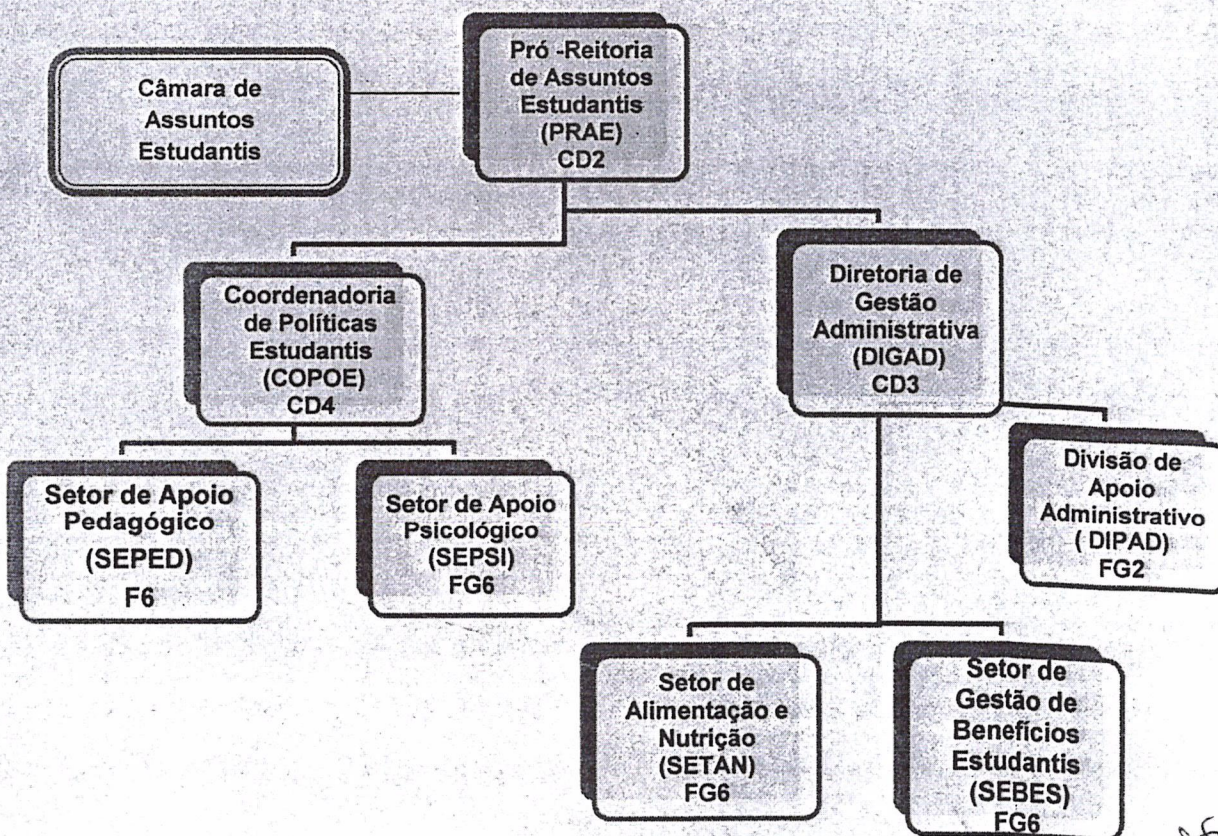 Câmara de
Assuntos
Estudantis
Pró -Reitoria
de Assuntos
Estudantis
(PRAE)
CD2
Coordenadoria
de Políticas
Estudantis
(COPOE)
CD4
Diretoria de
Gestão
Administrativa
(DIGAD)
CD3
Setor de Apoio
Pedagógico
(SEPED)
F6
Setor de Apoio
Psicológico
(SEPSI)
FG6
Divisão de
Apoio
Administrativo
( DIPAD)
FG2
Setor de
Alimentação e
Nutrição
(SETAN)
FG6
Setor de
Gestão de
Benefícios
Estudantis
(SEBES)
FG6